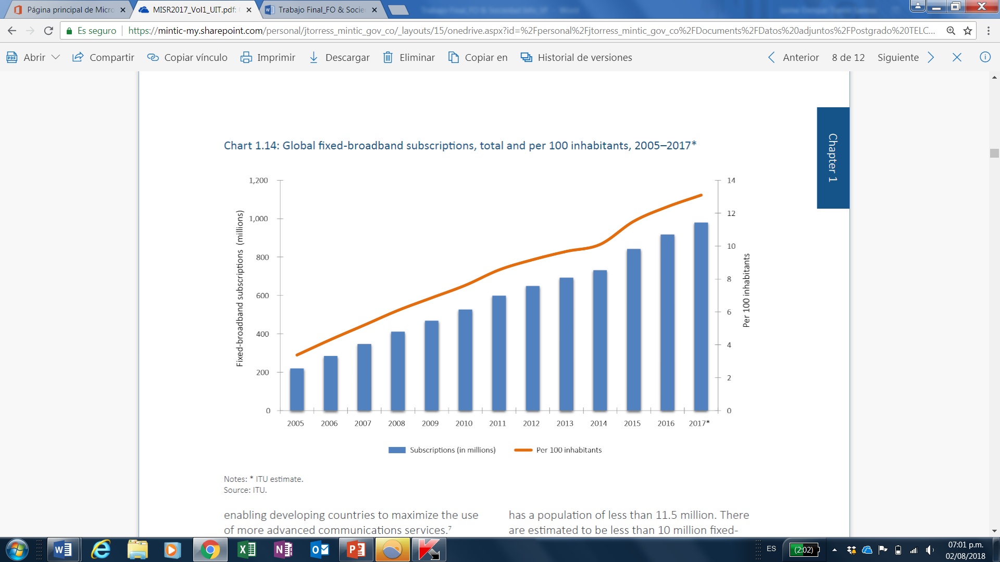 Página principal de Micro
MISR2017_Vol1_UIT.pdf:
Trabajo Final_FO & Socie
Es seguro
https://mintic-my.sharepoint.com/personal/jtorress_mintic_gov_co/_layouts/15/onedrive.aspx?id=%2Fpersonal%2Fjtorress_mintic_gov_co%2FDocuments%2FDatos%20adjuntos%2FPostgrado%20TELC...
Abrir Compartir Copiar vínculo Imprimir Descargar Eliminar Copiar en Historial de versiones Anterior 8 de 12 Siguiente
Chapter 1
Chart 1.14: Global fixed-broadband subscriptions, total and per 100 inhabitants, 2005–2017*
Fixed-broadband subscriptions (millions)
1,200
1,000
800
600
400
200
0
14
12
10
8
6
4
2
0
Per 100 inhabitants
2005 2006 2007 2008 2009 2010 2011 2012 2013 2014 2015 2016 2017*
Subscriptions (in millions) Per 100 inhabitants
Notes: * ITU estimate.
Source: ITU.
enabling developing countries to maximize the use
of more advanced communications services.7
has a population of less than 11.5 million. There
are estimated to be less than 10 million fixed-
ES
(2:02)
07:01 p.m.
02/08/2018